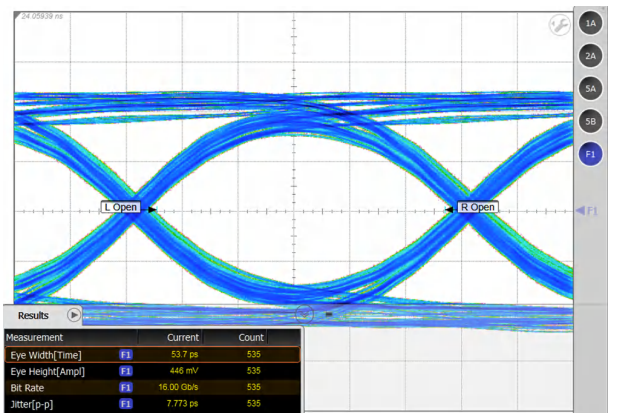 24.05939 ns
1A
2A
5A
5B
F1
L Open
R Open
F1
Results
Measurement Current Count
Eye Width[Time] F1 53.7 ps 535
Eye Height[Ampl] F1 446 mV 535
Bit Rate F1 16.00 Gb/s 535
Jitter[p-p] F1 7.773 ps 535